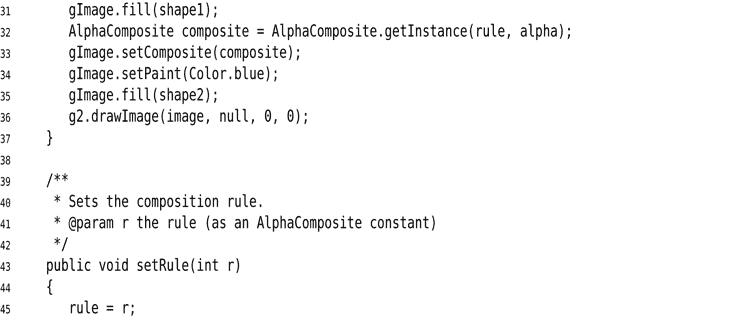 31 gImage.fill(shape1);
32 AlphaComposite composite = AlphaComposite.getInstance(rule, alpha);
33 gImage.setComposite(composite);
34 gImage.setPaint(Color.blue);
35 gImage.fill(shape2);
36 g2.drawImage(image, null, 0, 0);
37 }
38
39 /**
40 * Sets the composition rule.
41 * @param r the rule (as an AlphaComposite constant)
42 */
43 public void setRule(int r)
44 {
45 rule = r;